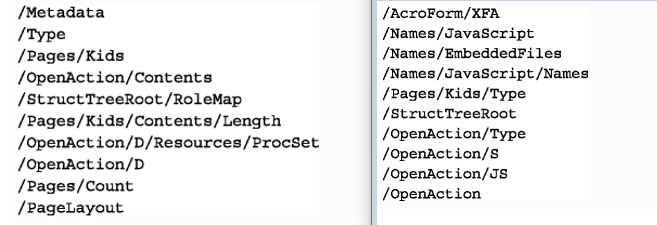 /Metadata
/Type
/Pages/Kids
/OpenAction/Contents
/StructTreeRoot/RoleMap
/Pages/Kids/Contents/Length
/OpenAction/D/Resources/ProcSet
/OpenAction/D
/Pages/Count
/PageLayout
/AcroForm/XFA
/Names/JavaScript
/Names/EmbeddedFiles
/Names/JavaScript/Names
/Pages/Kids/Type
/StructTreeRoot
/OpenAction/Type
/OpenAction/S
/OpenAction/JS
/OpenAction